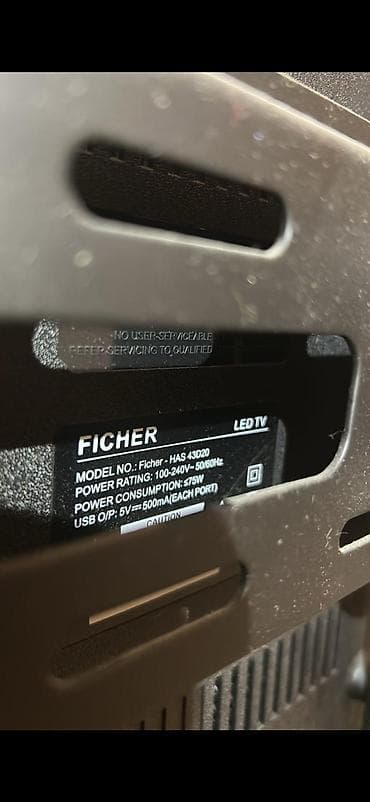 NO USER-SERVICEABLE
REFER SERVICING TO QUALIFIED
FICHER
LED TV
MODEL NO.: Ficher - HAS 43D20
POWER RATING: 100-240V~ 50/60Hz
POWER CONSUMPTION: ≤75W
USB O/P: 5V⎓500mA(EACH PORT)
CAUTION